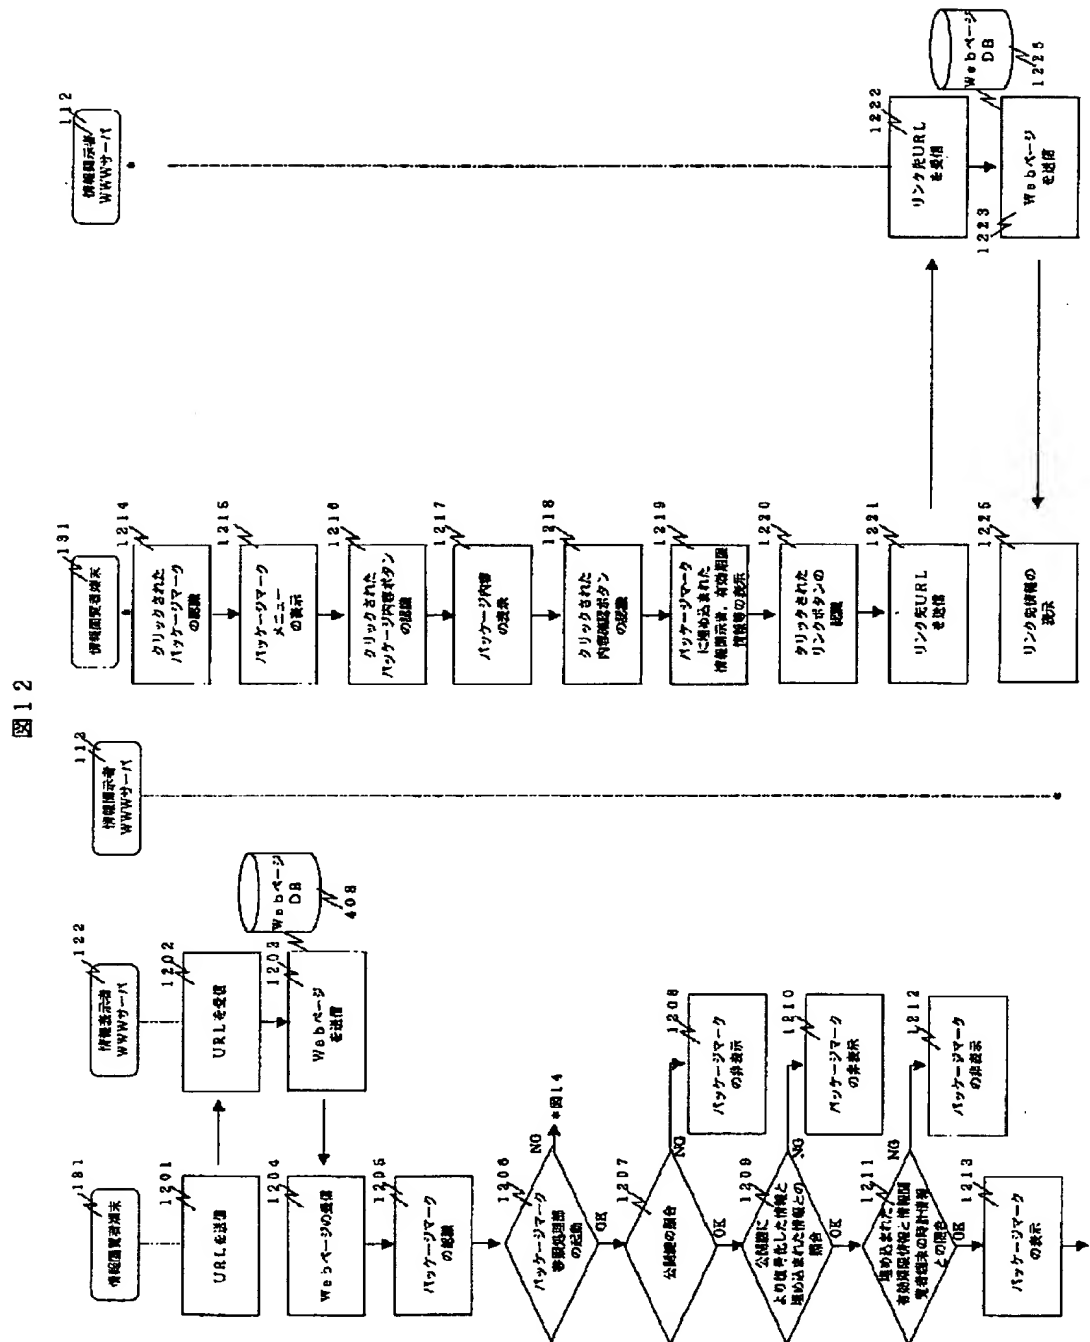 図12
情報閲覧者端末
131
情報表示者
WWWサーバ
122
情報開示者
WWWサーバ
112
URLを送信
1201
URLを受信
1202
Webページ
を送信
1203
Webページ
DB
408
Webページの受信
1204
パッケージマーク
の認識
1205
パッケージマーク
の起動
1206
NG
*図14
OK
公開鍵の照合
1207
NG
パッケージマーク
の非表示
1208
OK
公開鍵に
より復号化した情報と
埋め込まれた情報との
照合
1209
NG
パッケージマーク
の非表示
1210
OK
埋め込まれた
有効期限情報と情報閲
覧者端末の時計情報
との照合
1211
NG
パッケージマーク
の非表示
1212
OK
パッケージマーク
の表示
1213
情報閲覧者端末
131
情報開示者
WWWサーバ
112
クリックされた
パッケージマーク
の認識
1214
パッケージマーク
メニュー
の表示
1215
クリックされた
パッケージ内容ボタン
の認識
1216
パッケージ内容
の表示
1217
クリックされた
内容確認ボタン
の認識
1218
パッケージマーク
に埋め込まれた
情報開示者,有効期限
情報等の表示
1219
クリックされた
リンクボタンの
認識
1220
リンク先URL
を送信
1221
リンク先URL
を受信
1222
Webページ
を送信
1223
Webページ
DB
1225
リンク先情報の
表示
1225